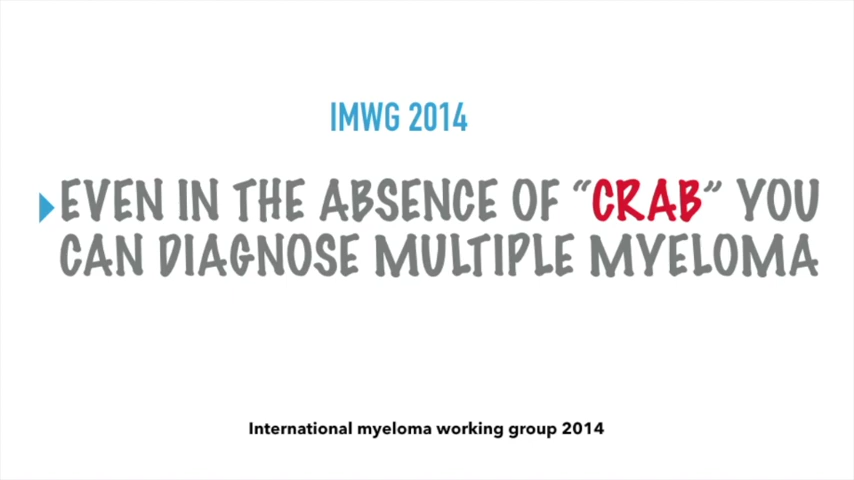 IMWG 2014
EVEN IN THE ABSENCE OF “CRAB” YOU
CAN DIAGNOSE MULTIPLE MYELOMA
International myeloma working group 2014